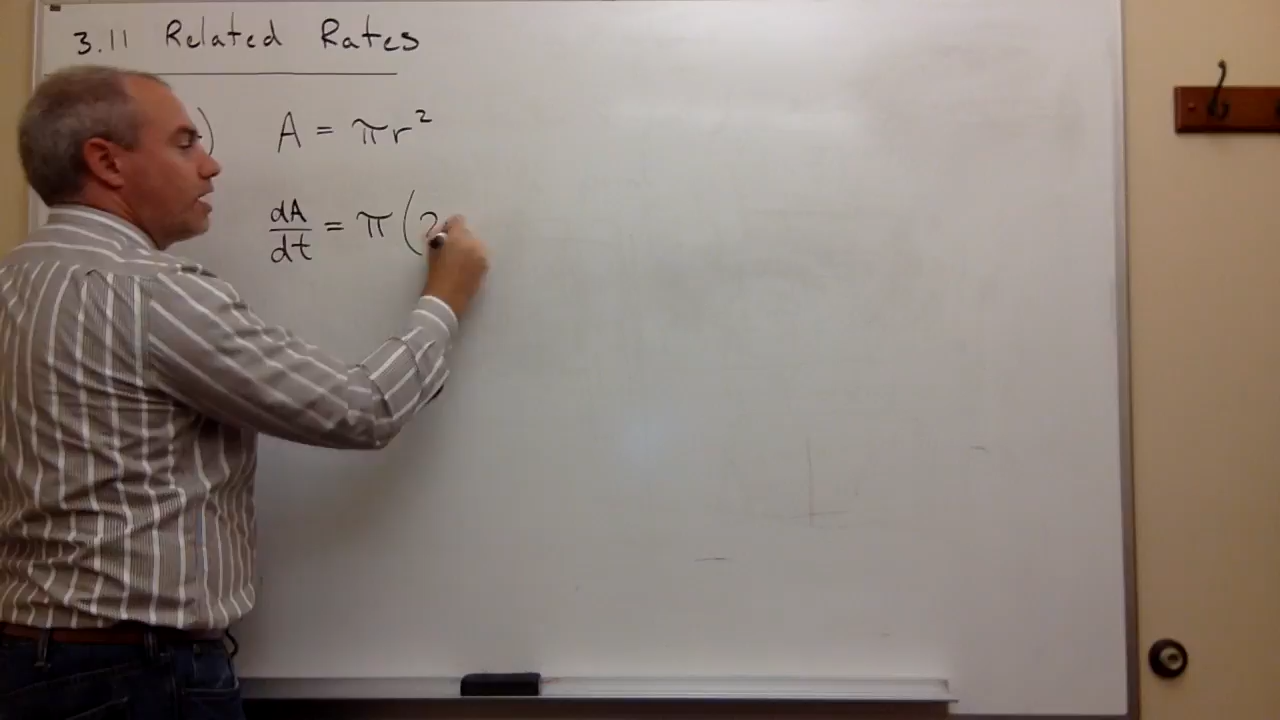 3.11 Related Rates
) A = πr²
dA/dt = π(2